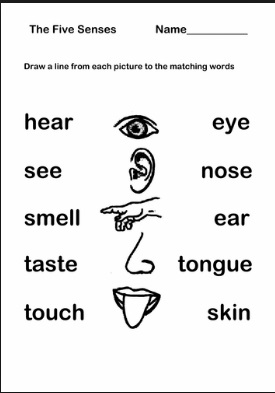 The Five Senses Name__________
Draw a line from each picture to the matching words
hear eye
see nose
smell ear
taste tongue
touch skin